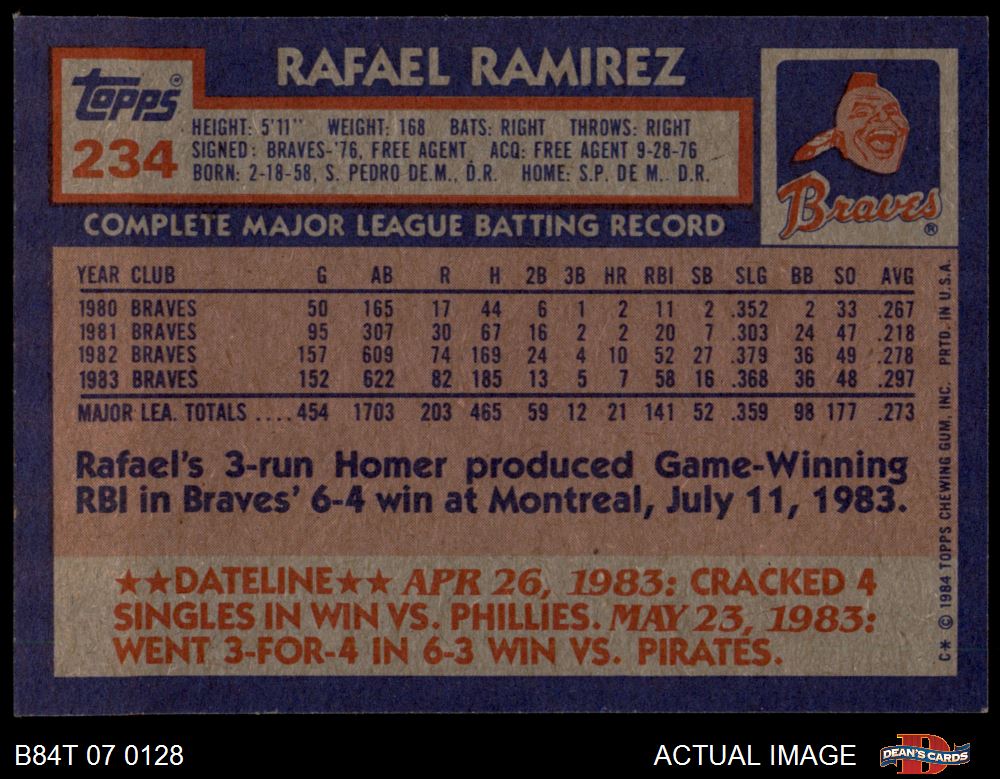 RAFAEL RAMIREZ
Topps®
234
HEIGHT: 5'11" WEIGHT: 168 BATS: RIGHT THROWS: RIGHT
SIGNED: BRAVES-'76, FREE AGENT, ACQ: FREE AGENT 9-28-76
BORN: 2-18-58, S. PEDRO DE.M., D.R. HOME: S.P. DE M.. D.R.
Braves®
COMPLETE MAJOR LEAGUE BATTING RECORD
YEAR CLUB G AB R H 2B 3B HR RBI SB SLG BB SO AVG
1980 BRAVES 50 165 17 44 6 1 2 11 2 .352 2 33 .267
1981 BRAVES 95 307 30 67 16 2 2 20 7 .303 24 47 .218
1982 BRAVES 157 609 74 169 24 4 10 52 27 .379 36 49 .278
1983 BRAVES 152 622 82 185 13 5 7 58 16 .368 36 48 .297
MAJOR LEA. TOTALS .... 454 1703 203 465 59 12 21 141 52 .359 98 177 .273
Rafael's 3-run Homer produced Game-Winning
RBI in Braves' 6-4 win at Montreal, July 11, 1983.
★★DATELINE★★ APR 26, 1983: CRACKED 4
SINGLES IN WIN VS. PHILLIES. MAY 23, 1983:
WENT 3-FOR-4 IN 6-3 WIN VS. PIRATES.
C* © 1984 TOPPS CHEWING GUM, INC. PRTD. IN U.S.A.
B84T 07 0128
ACTUAL IMAGE
DEAN'S CARDS